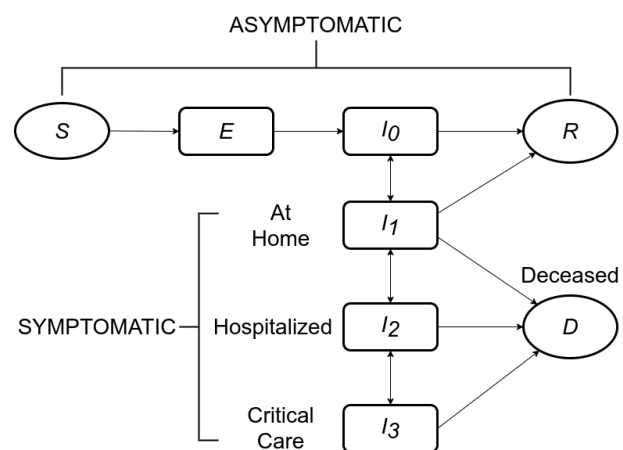 ASYMPTOMATIC
S
E
I0
R
At
Home
I1
Deceased
SYMPTOMATIC
Hospitalized
I2
D
Critical
Care
I3